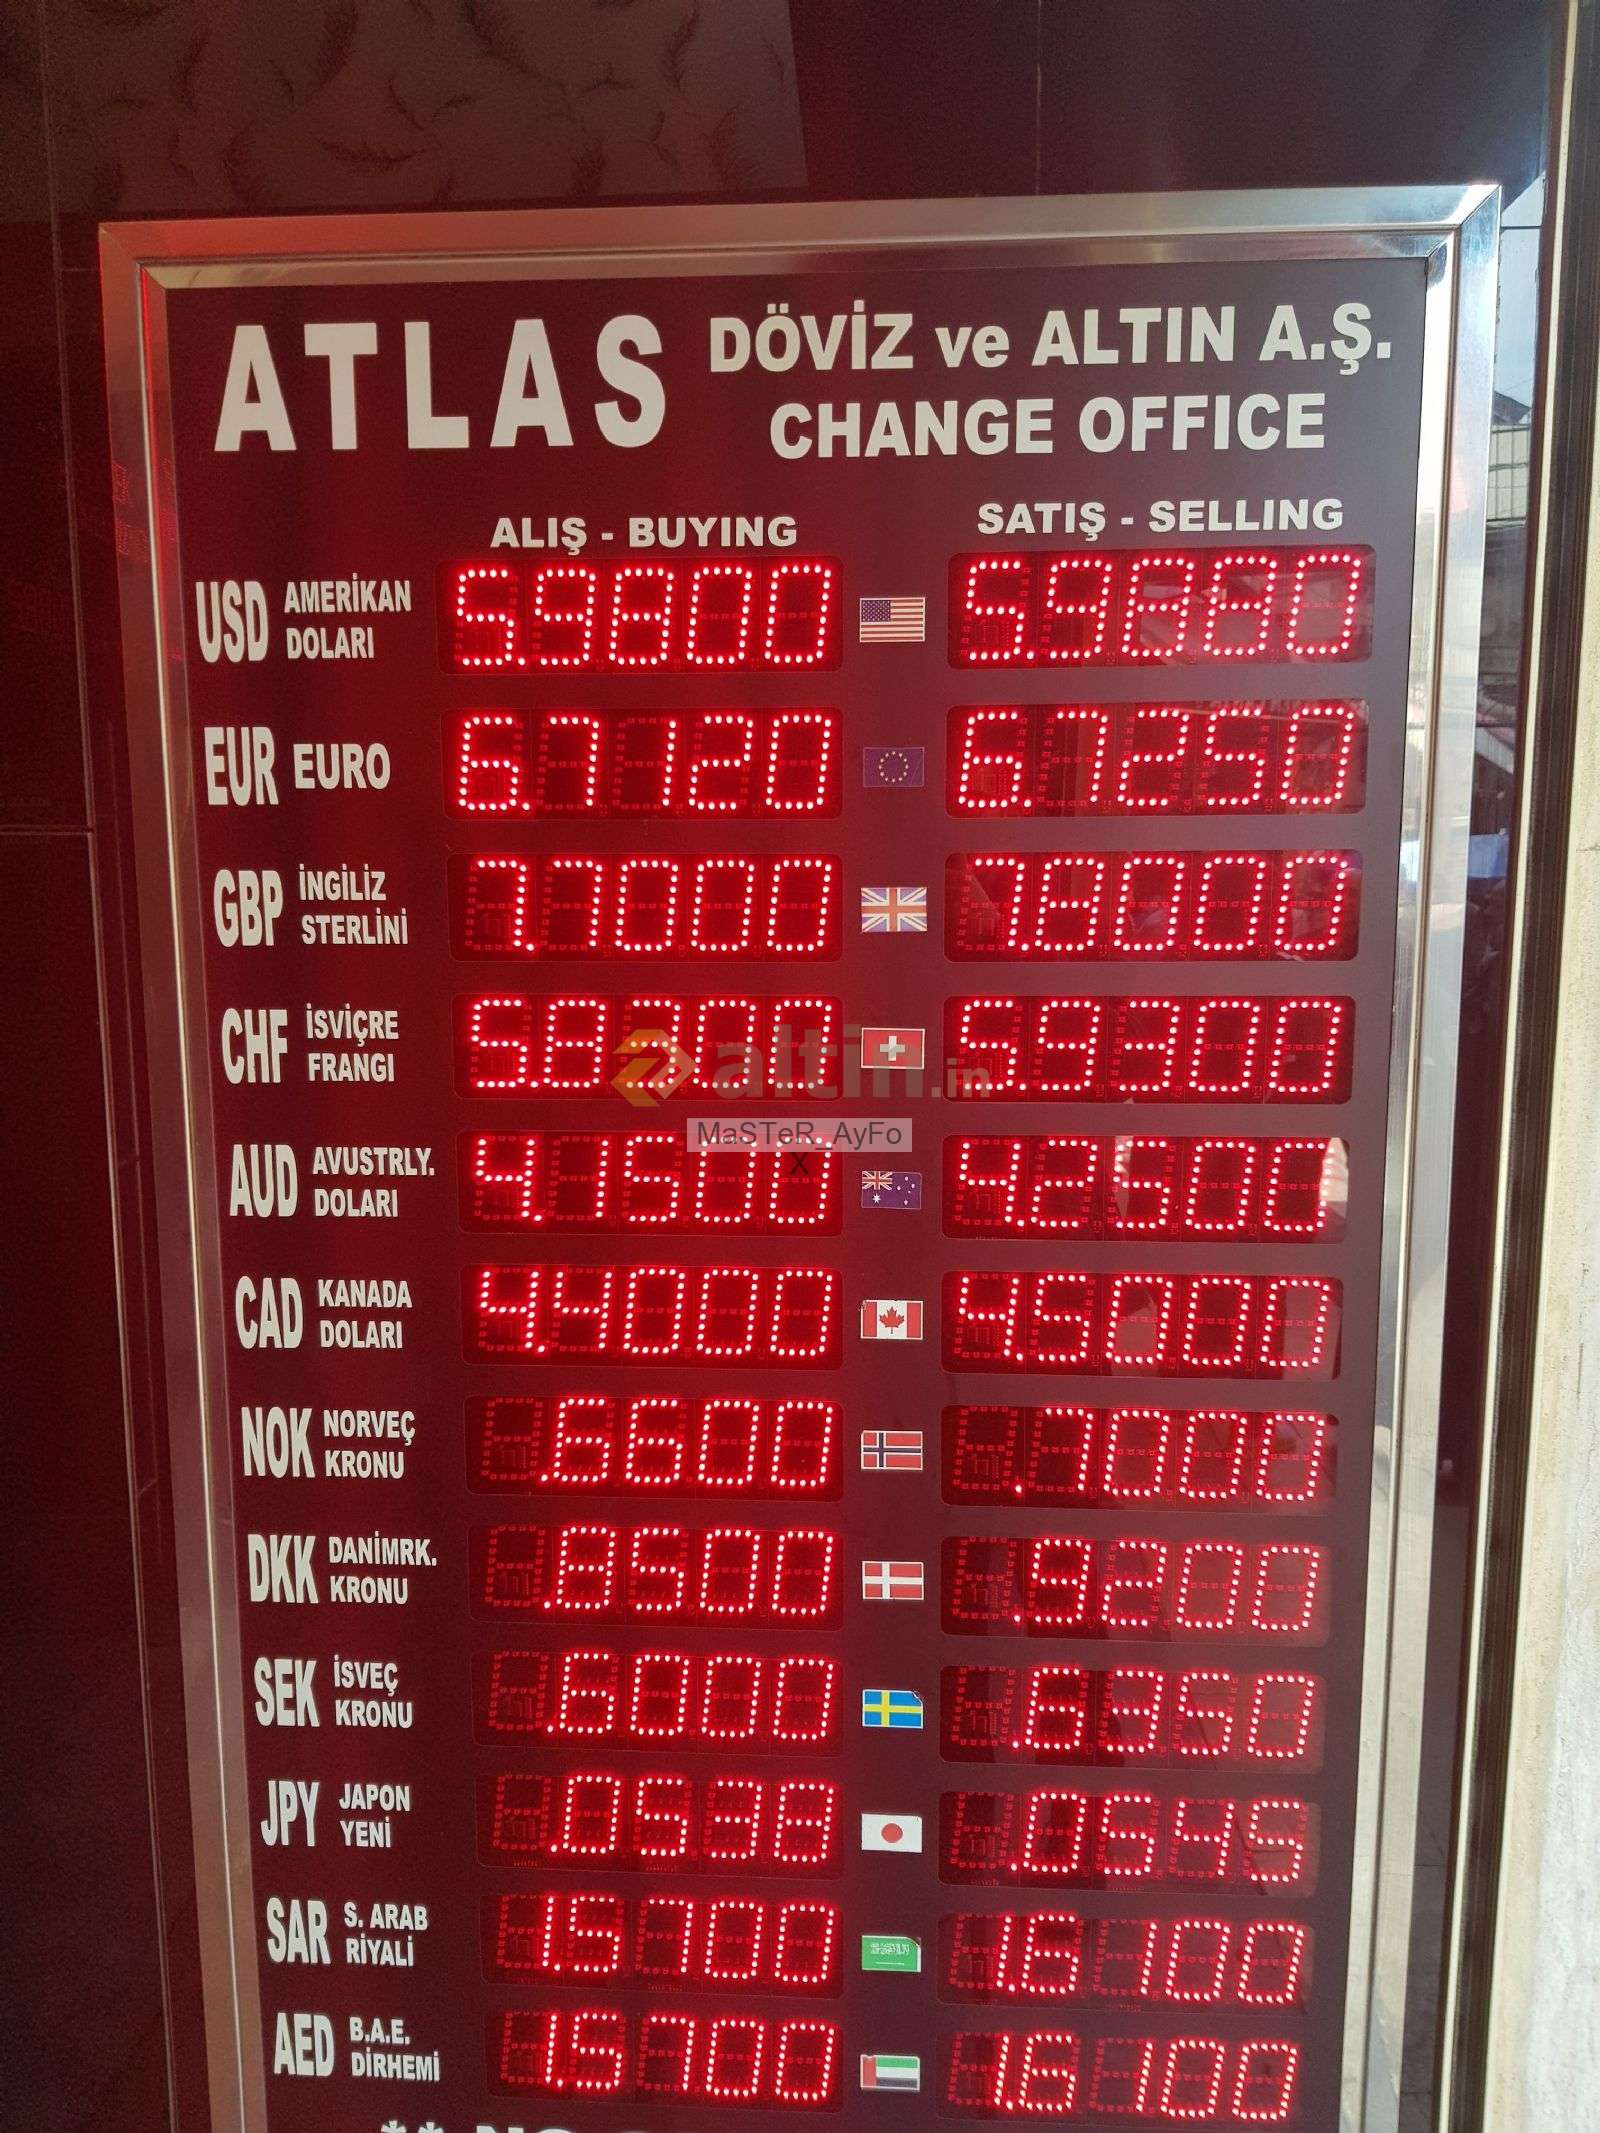 ATLAS DÖVİZ ve ALTIN A.Ş.
CHANGE OFFICE
ALIŞ - BUYING SATIŞ - SELLING
USD AMERİKAN DOLARI 5.9800 5.9880
EUR EURO 6.7120 6.7250
GBP İNGİLİZ STERLİNİ 7.7000 7.8000
CHF İSVİÇRE FRANGI 5.8300 5.9300
altin.in
MaSTeR_AyFo
x
AUD AVUSTRLY. DOLARI 4.1500 4.2500
CAD KANADA DOLARI 4.4000 4.5000
NOK NORVEÇ KRONU .6600 .7000
DKK DANİMRK. KRONU .8500 .9200
SEK İSVEÇ KRONU .6000 .6350
JPY JAPON YENİ .0538 .0545
SAR S. ARAB RİYALİ 1.5700 1.6100
AED B.A.E. DİRHEMİ 1.5700 1.6100